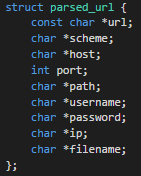 struct parsed_url {
    const char *url;
    char *scheme;
    char *host;
    int port;
    char *path;
    char *username;
    char *password;
    char *ip;
    char *filename;
};